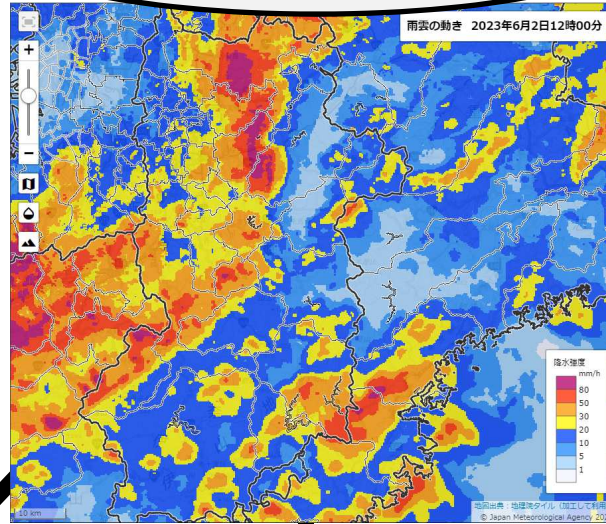 雨雲の動き 2023年6月2日12時00分
+
−
降水強度
mm/h
80
50
30
20
10
5
1
10 km
地図出典：地理院タイル（加工して利用
© Japan Meteorological Agency 202